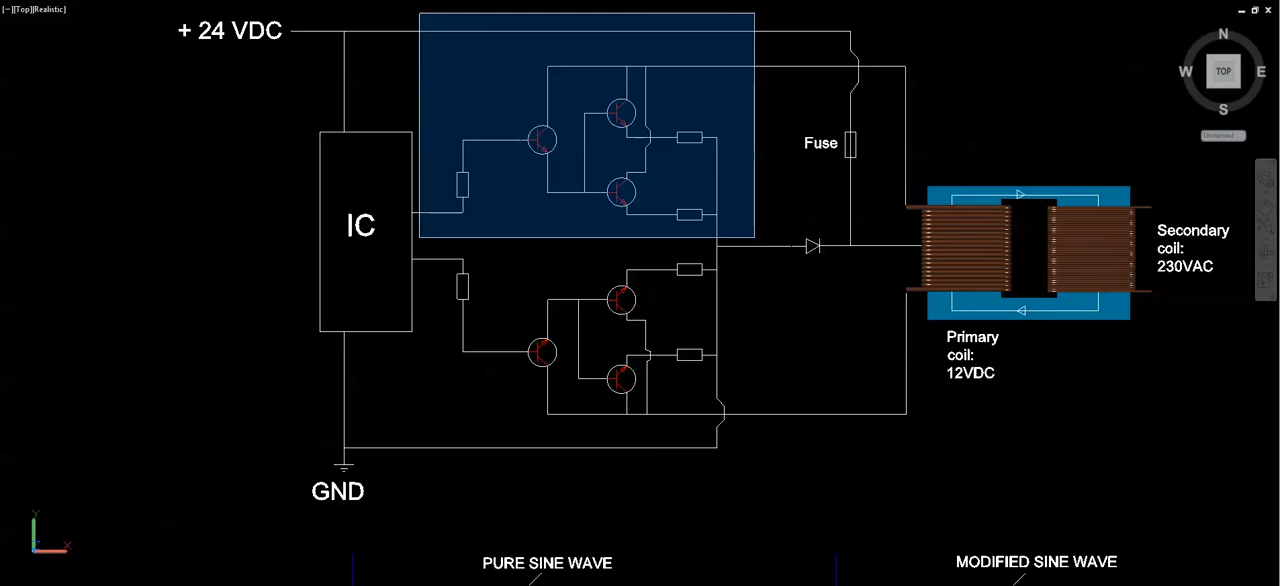 [−][Top][Realistic]
+ 24 VDC
N
W
TOP
E
S
Unnamed
Fuse
IC
Secondary
coil:
230VAC
Primary
coil:
12VDC
GND
Y
X
PURE SINE WAVE
MODIFIED SINE WAVE